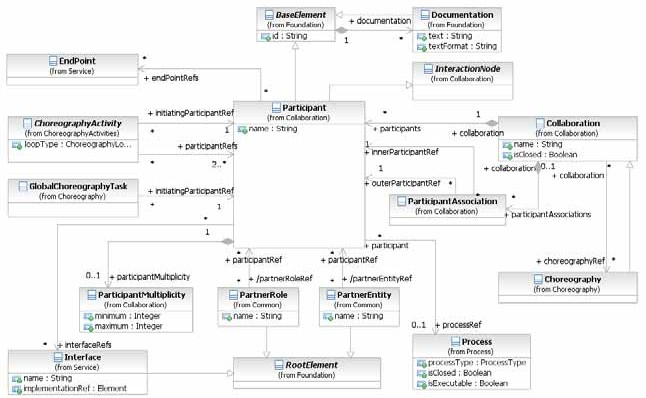 BaseElement
(from Foundation)
id : String
+ documentation
1
*
Documentation
(from Foundation)
text : String
textFormat : String
EndPoint
(from Service)
*
+ endPointRefs
*
InteractionNode
(from Collaboration)
ChoreographyActivity
(from ChoreographyActivities)
loopType : ChoreographyLo...
+ initiatingParticipantRef
*
1
+ participantRefs
*
2..*
Participant
(from Collaboration)
name : String
*
+ participants
1
+ collaboration
Collaboration
(from Collaboration)
name : String
isClosed : Boolean
1
+ innerParticipantRef
*
1
+ outerParticipantRef
*
+ collaboration
0..1
+ collaboration
*
GlobalChoreographyTask
(from Choreography)
+ initiatingParticipantRef
*
1
ParticipantAssociation
(from Collaboration)
*
+ participantAssociations
*
1
*
+ participantRef
*
+ participantRef
*
+ participant
+ /partnerRoleRef
+ /partnerEntityRef
+ choreographyRef
*
Choreography
(from Choreography)
0..1
+ participantMultiplicity
ParticipantMultiplicity
(from Collaboration)
minimum : Integer
maximum : Integer
PartnerRole
(from Common)
name : String
PartnerEntity
(from Common)
name : String
0..1
+ processRef
Process
(from Process)
processType : ProcessType
isClosed : Boolean
isExecutable : Boolean
*
+ interfaceRefs
Interface
(from Service)
name : String
implementationRef : Element
RootElement
(from Foundation)